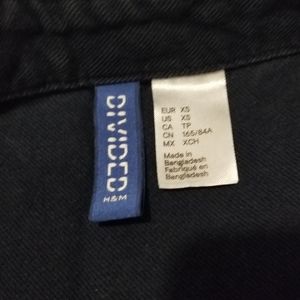 DIVIDED
H&M
EUR XS
US XS
CA TP
CN 165/84A
MX XCH
Made in
Bangladesh
Fabriqué en
Bangladesh